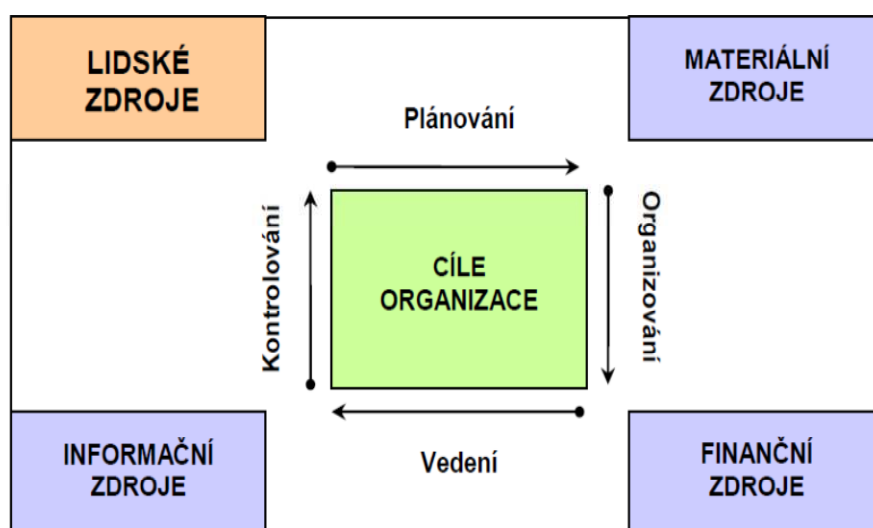 LIDSKÉ
ZDROJE
MATERIÁLNÍ
ZDROJE
Plánování
Kontrolování
CÍLE
ORGANIZACE
Organizování
INFORMAČNÍ
ZDROJE
Vedení
FINANČNÍ
ZDROJE